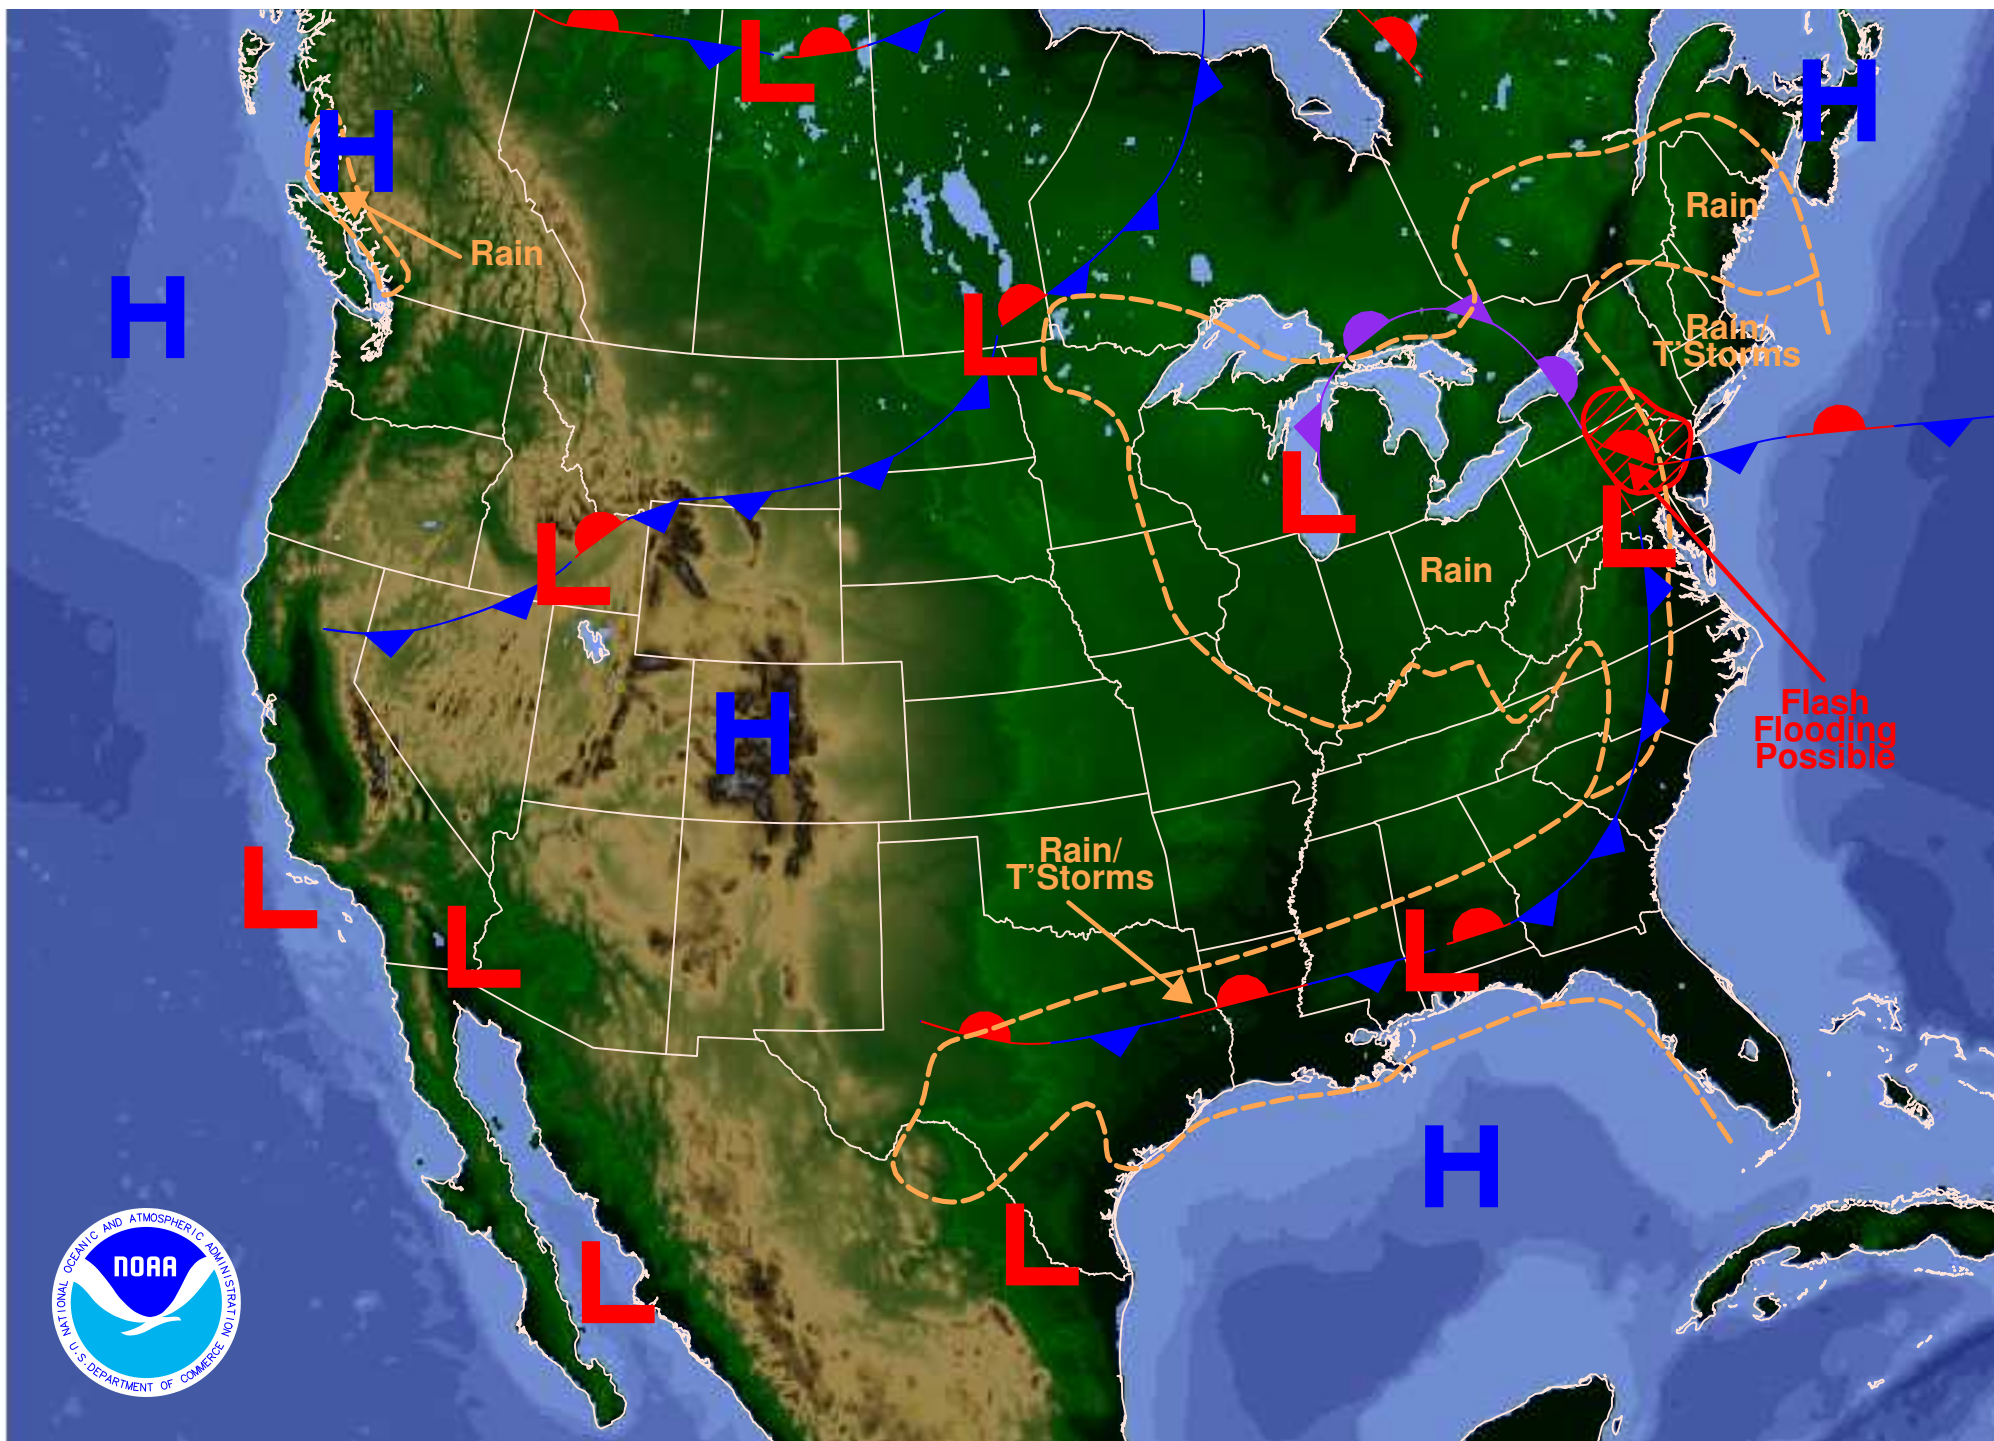 H
L
H
Rain
H
Rain
L
H
Rain/
T'Storms
L
L
L
Rain
L
H
Flash
Flooding
Possible
Rain/
T'Storms
L
L
L
H
L
L
NATIONAL OCEANIC AND ATMOSPHERIC ADMINISTRATION
NOAA
U.S. DEPARTMENT OF COMMERCE